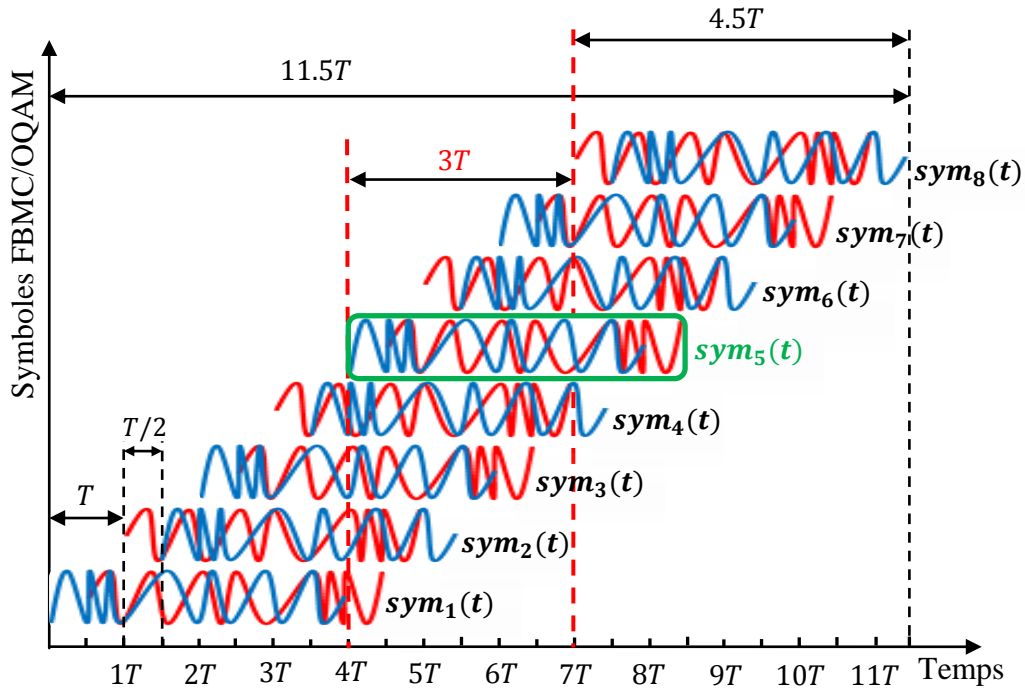 4.5T
11.5T
3T
sym₈(t)
sym₇(t)
sym₆(t)
sym₅(t)
sym₄(t)
sym₃(t)
sym₂(t)
sym₁(t)
T/2
T
Symboles FBMC/OQAM
1T 2T 3T 4T 5T 6T 7T 8T 9T 10T 11T Temps